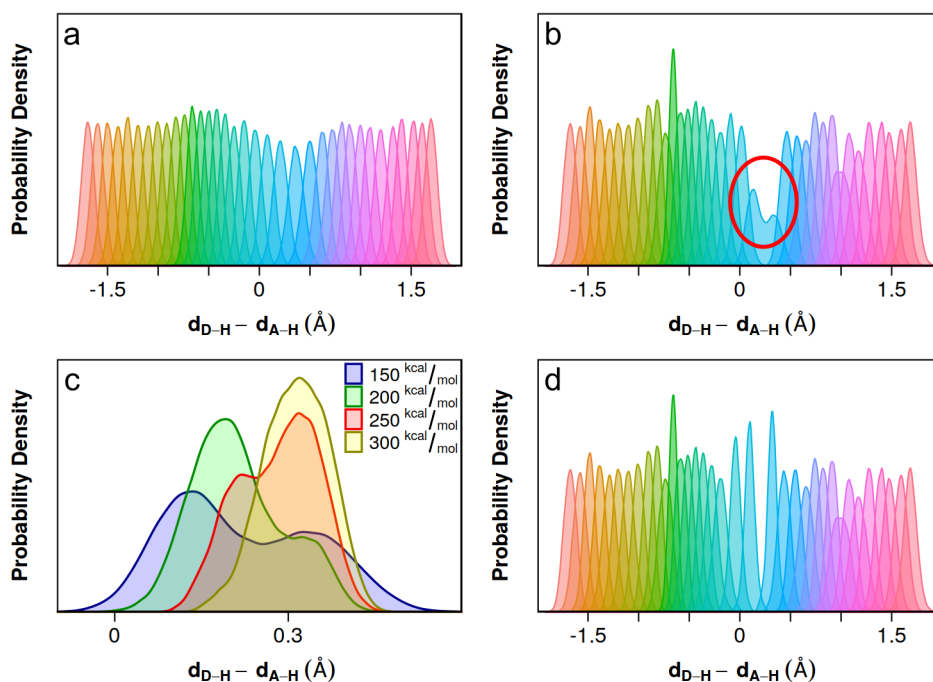 a
Probability Density
-1.5 0 1.5
d_D–H – d_A–H (Å)
b
Probability Density
-1.5 0 1.5
d_D–H – d_A–H (Å)
c
150 kcal/mol
200 kcal/mol
250 kcal/mol
300 kcal/mol
Probability Density
0 0.3
d_D–H – d_A–H (Å)
d
Probability Density
-1.5 0 1.5
d_D–H – d_A–H (Å)